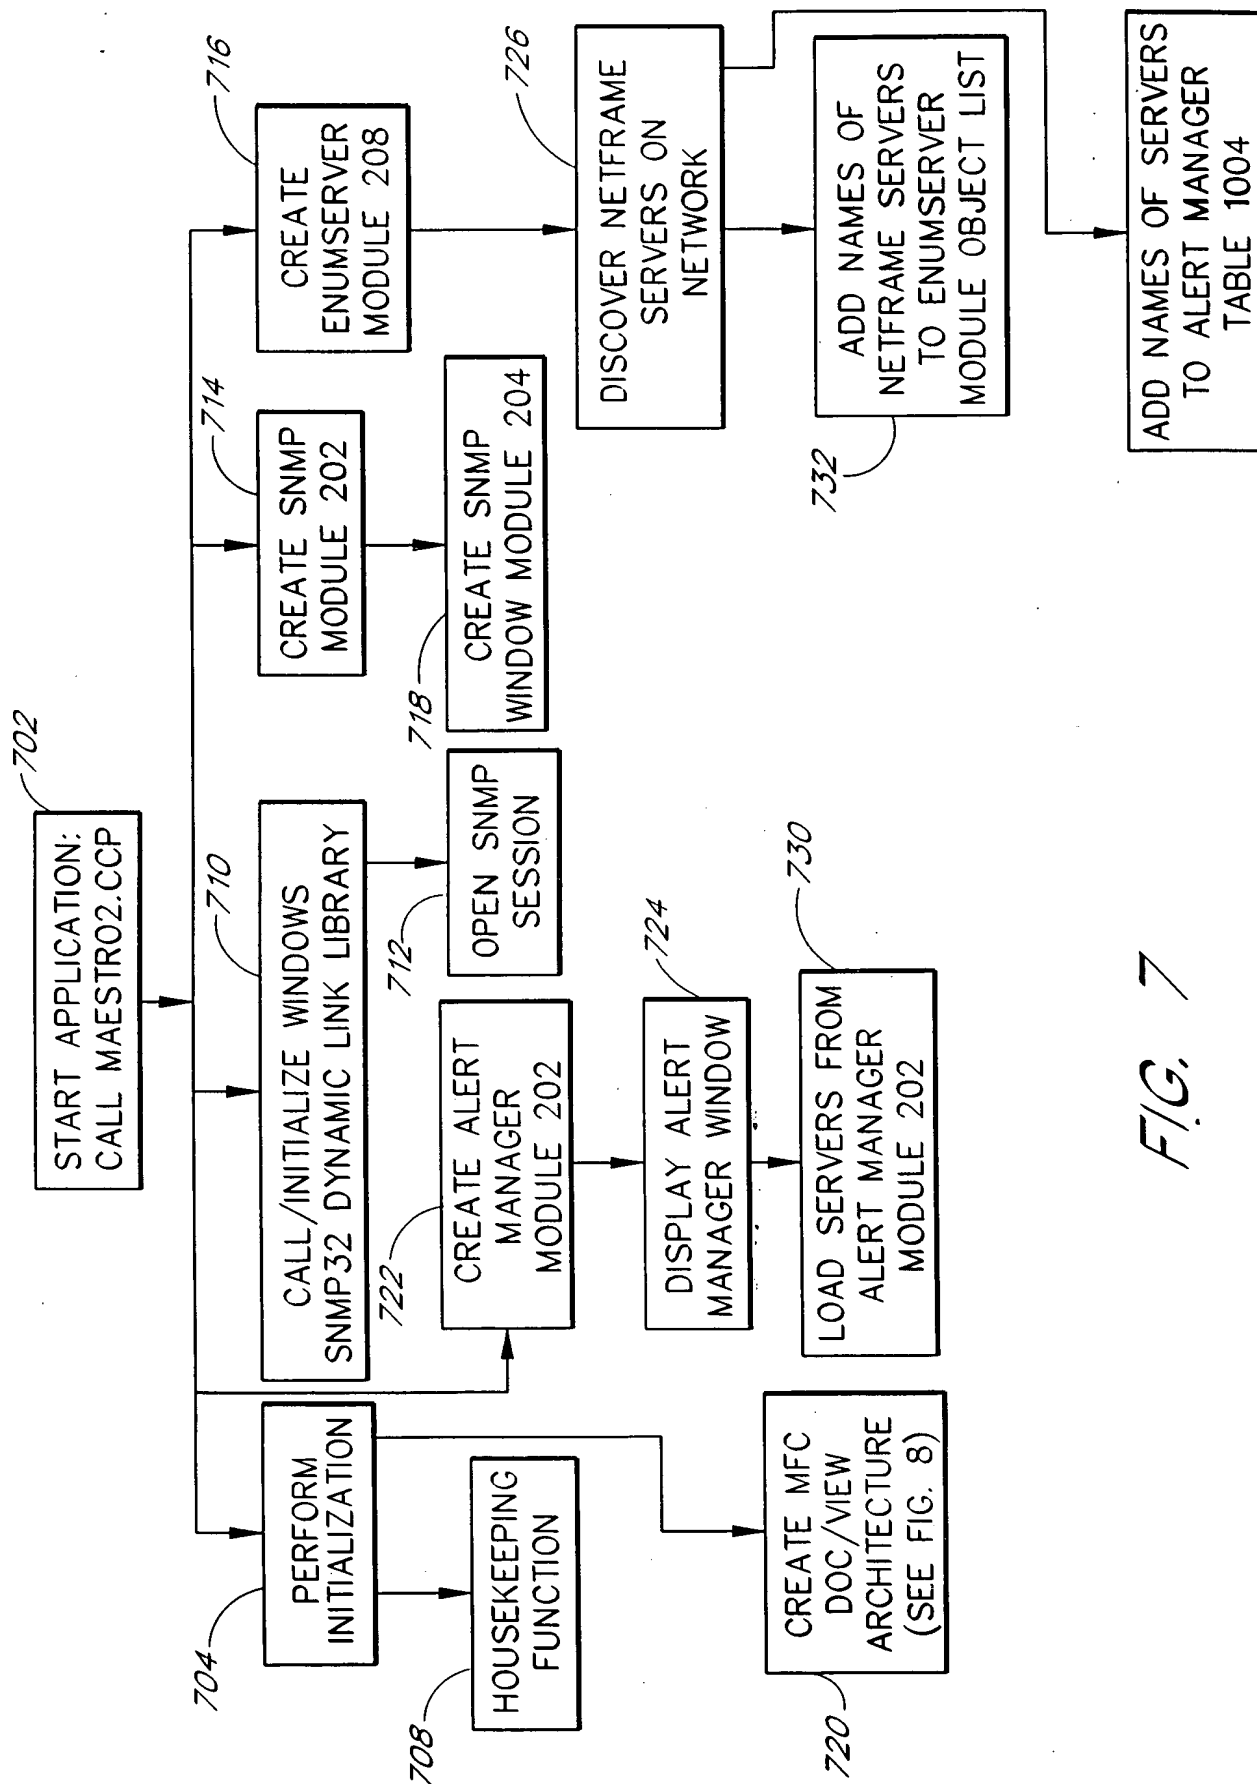 702
START APPLICATION:
CALL MAESTRO2.CCP
704
PERFORM
INITIALIZATION
708
HOUSEKEEPING
FUNCTION
720
CREATE MFC
DOC/VIEW
ARCHITECTURE
(SEE FIG. 8)
710
CALL/INITIALIZE WINDOWS
SNMP32 DYNAMIC LINK LIBRARY
712
OPEN SNMP
SESSION
722
CREATE ALERT
MANAGER
MODULE 202
724
DISPLAY ALERT
MANAGER WINDOW
730
LOAD SERVERS FROM
ALERT MANAGER
MODULE 202
714
CREATE SNMP
MODULE 202
718
CREATE SNMP
WINDOW MODULE 204
716
CREATE
ENUMSERVER
MODULE 208
726
DISCOVER NETFRAME
SERVERS ON
NETWORK
732
ADD NAMES OF
NETFRAME SERVERS
TO ENUMSERVER
MODULE OBJECT LIST
ADD NAMES OF SERVERS
TO ALERT MANAGER
TABLE 1004
FIG. 7